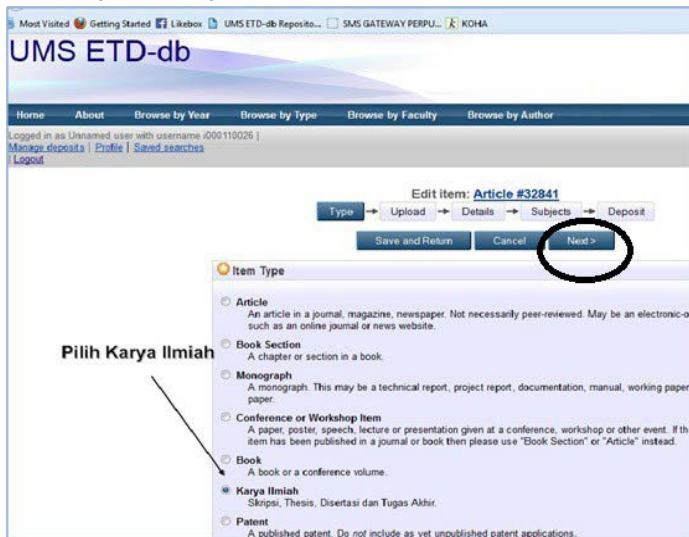 Most Visited Getting Started Likebox UMS ETD-db Reposito... SMS GATEWAY PERPU... KOHA
UMS ETD-db
Home About Browse by Year Browse by Type Browse by Faculty Browse by Author
Logged in as Unnamed user with username i000110026 |
Manage deposits | Profile | Saved searches
| Logout
Edit item: Article #32841
Type Upload Details Subjects Deposit
Save and Return Cancel Next >
Item Type
Article
An article in a journal, magazine, newspaper. Not necessarily peer-reviewed. May be an electronic-o
such as an online journal or news website.
Book Section
A chapter or section in a book.
Pilih Karya Ilmiah
Monograph
A monograph. This may be a technical report, project report, documentation, manual, working paper
paper.
Conference or Workshop Item
A paper, poster, speech, lecture or presentation given at a conference, workshop or other event. If th
item has been published in a journal or book then please use "Book Section" or "Article" instead.
Book
A book or a conference volume.
Karya Ilmiah
Skripsi, Thesis, Disertasi dan Tugas Akhir.
Patent
A published patent. Do not include as yet unpublished patent applications.